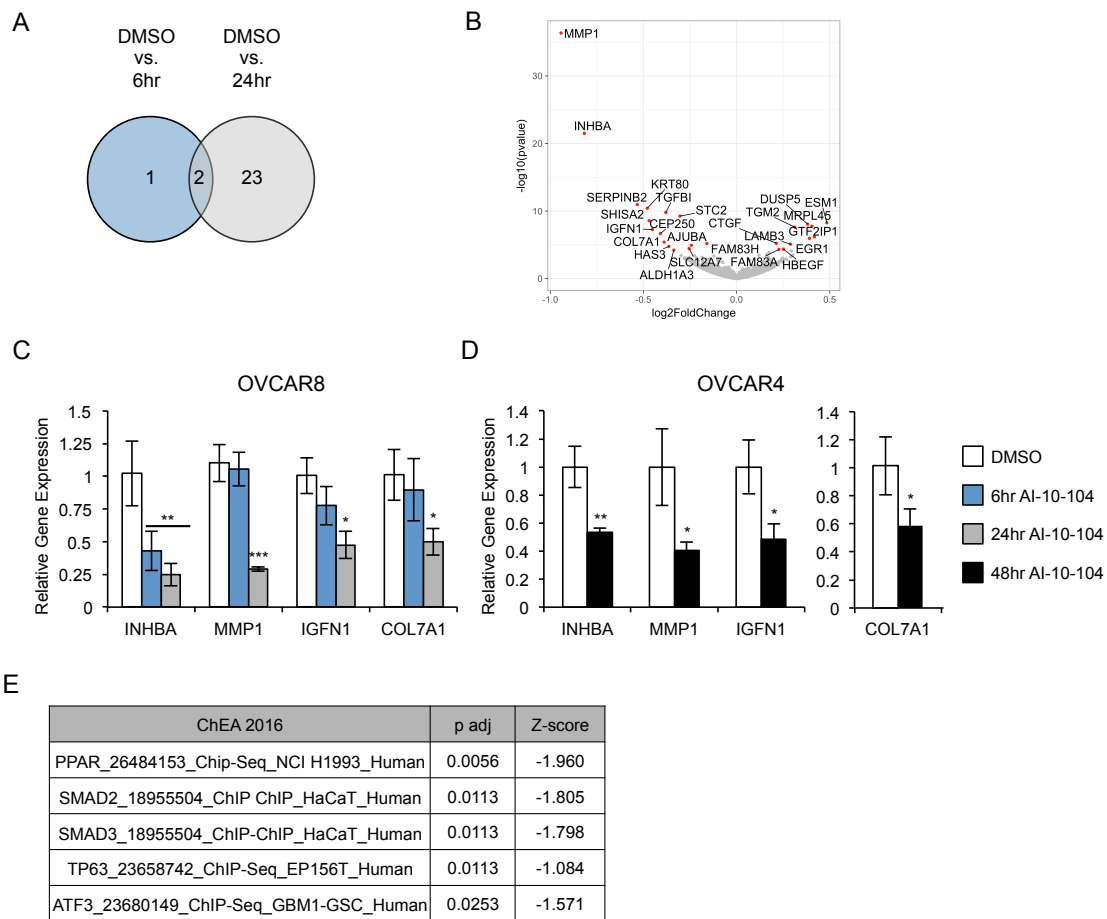 A
DMSO
vs.
6hr
DMSO
vs.
24hr
1
2
23
B
-log10(pvalue)
30
20
10
0
-1.0
-0.5
0.0
0.5
log2FoldChange
MMP1
INHBA
KRT80
SERPINB2
TGFBI
SHISA2
STC2
IGFN1
CEP250
CTGF
COL7A1
AJUBA
HAS3
FAM83H
SLC12A7
ALDH1A3
DUSP5
ESM1
TGM2
MRPL45
GTF2IP1
LAMB3
EGR1
FAM83A
HBEGF
C
OVCAR8
Relative Gene Expression
1.5
1.25
1
0.75
0.5
0.25
0
**
***
*
*
INHBA
MMP1
IGFN1
COL7A1
D
OVCAR4
1.4
1.2
1
0.8
0.6
0.4
0.2
0
**
*
*
INHBA
MMP1
IGFN1
1.4
1.2
1
0.8
0.6
0.4
0.2
0
*
COL7A1
DMSO
6hr AI-10-104
24hr AI-10-104
48hr AI-10-104
E
ChEA 2016 p adj Z-score
PPAR_26484153_Chip-Seq_NCI H1993_Human 0.0056 -1.960
SMAD2_18955504_ChIP ChIP_HaCaT_Human 0.0113 -1.805
SMAD3_18955504_ChIP-ChIP_HaCaT_Human 0.0113 -1.798
TP63_23658742_ChIP-Seq_EP156T_Human 0.0113 -1.084
ATF3_23680149_ChIP-Seq_GBM1-GSC_Human 0.0253 -1.571